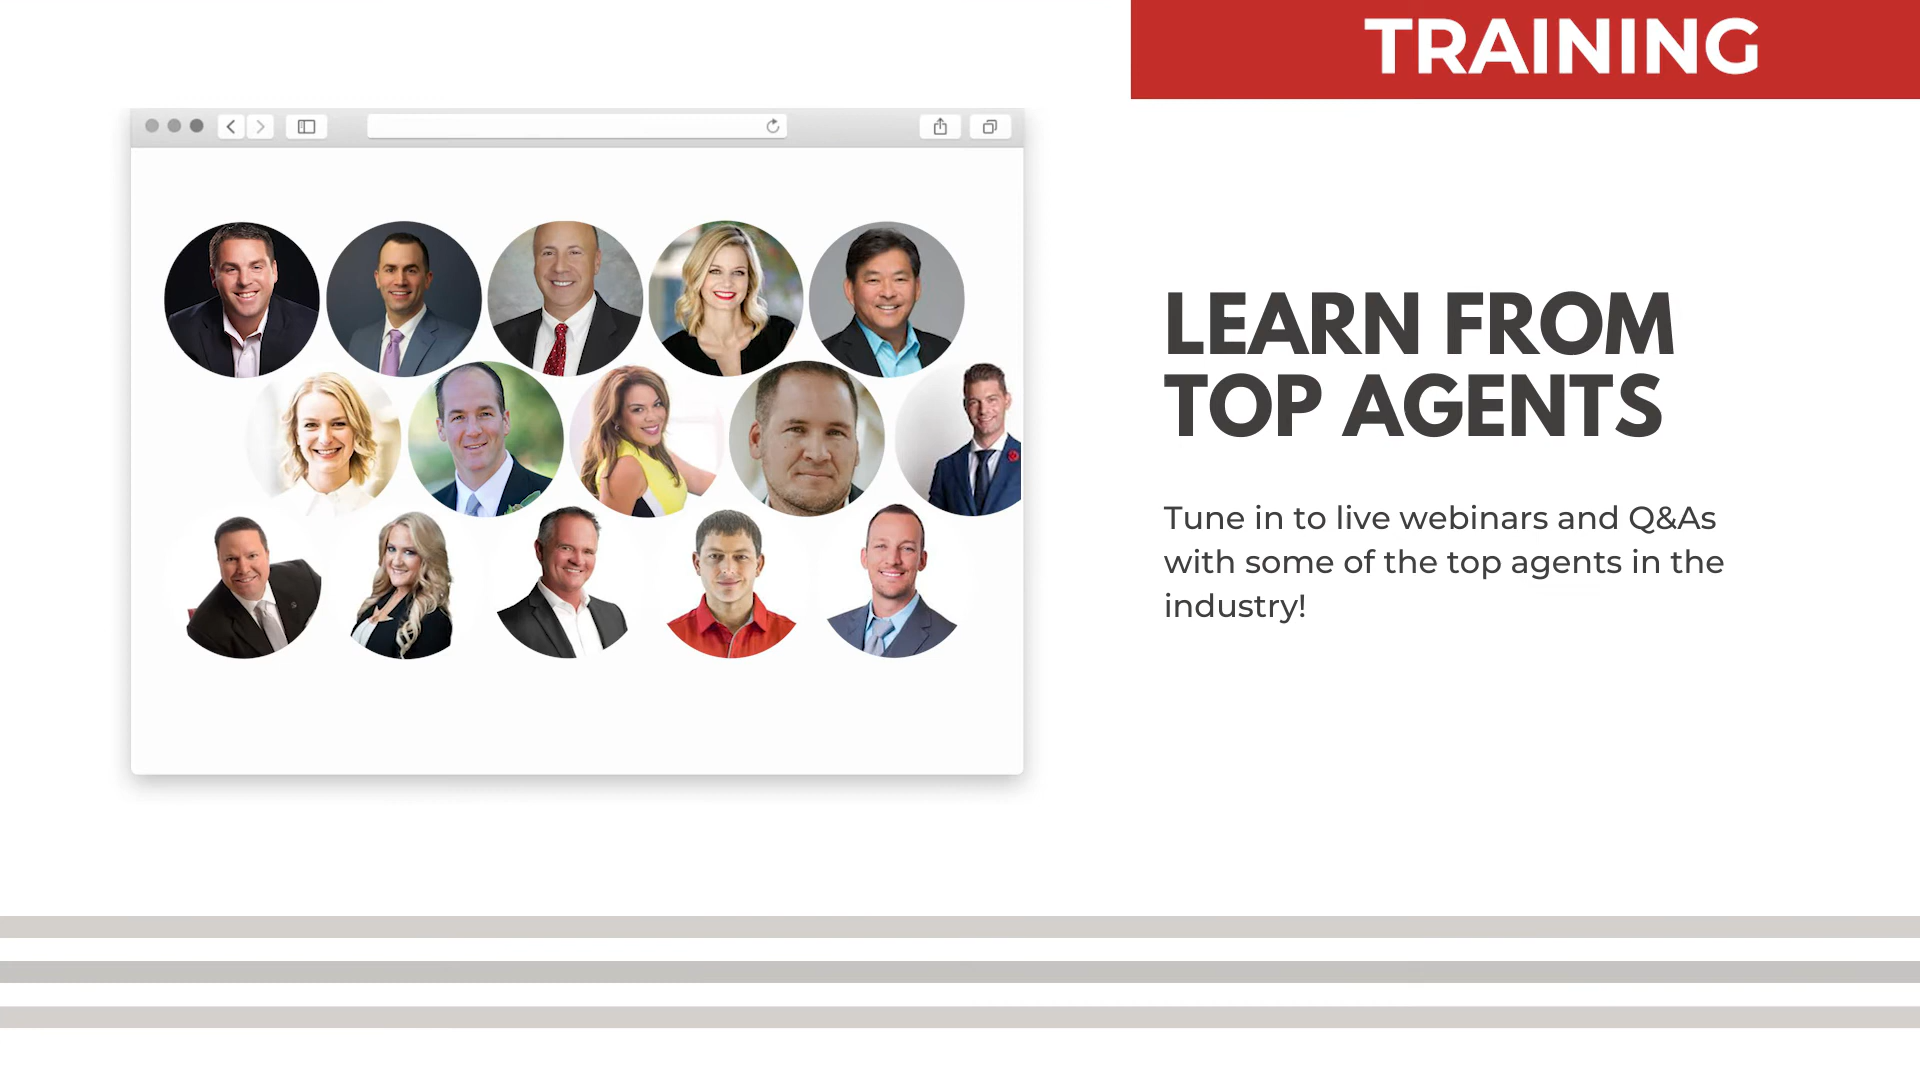 TRAINING
LEARN FROM
TOP AGENTS
Tune in to live webinars and Q&As
with some of the top agents in the
industry!